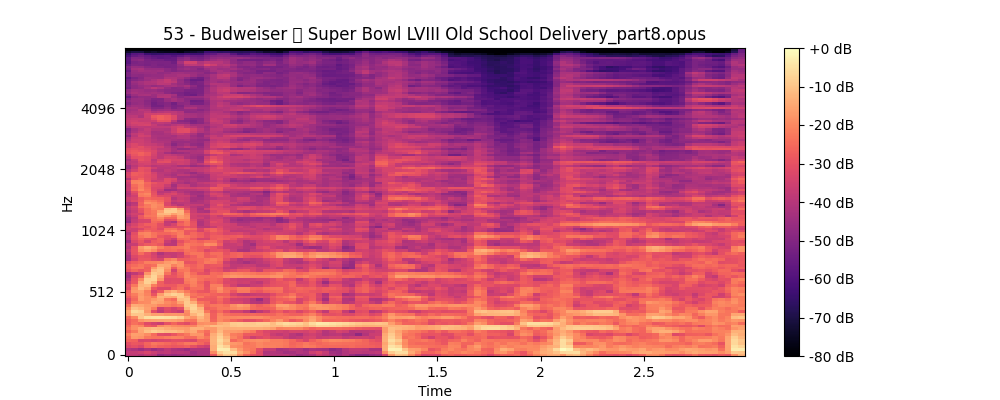 53 - Budweiser ▯ Super Bowl LVIII Old School Delivery_part8.opus
+0 dB
-10 dB
-20 dB
-30 dB
-40 dB
-50 dB
-60 dB
-70 dB
-80 dB
4096
2048
1024
512
0
Hz
0
0.5
1
1.5
2
2.5
Time